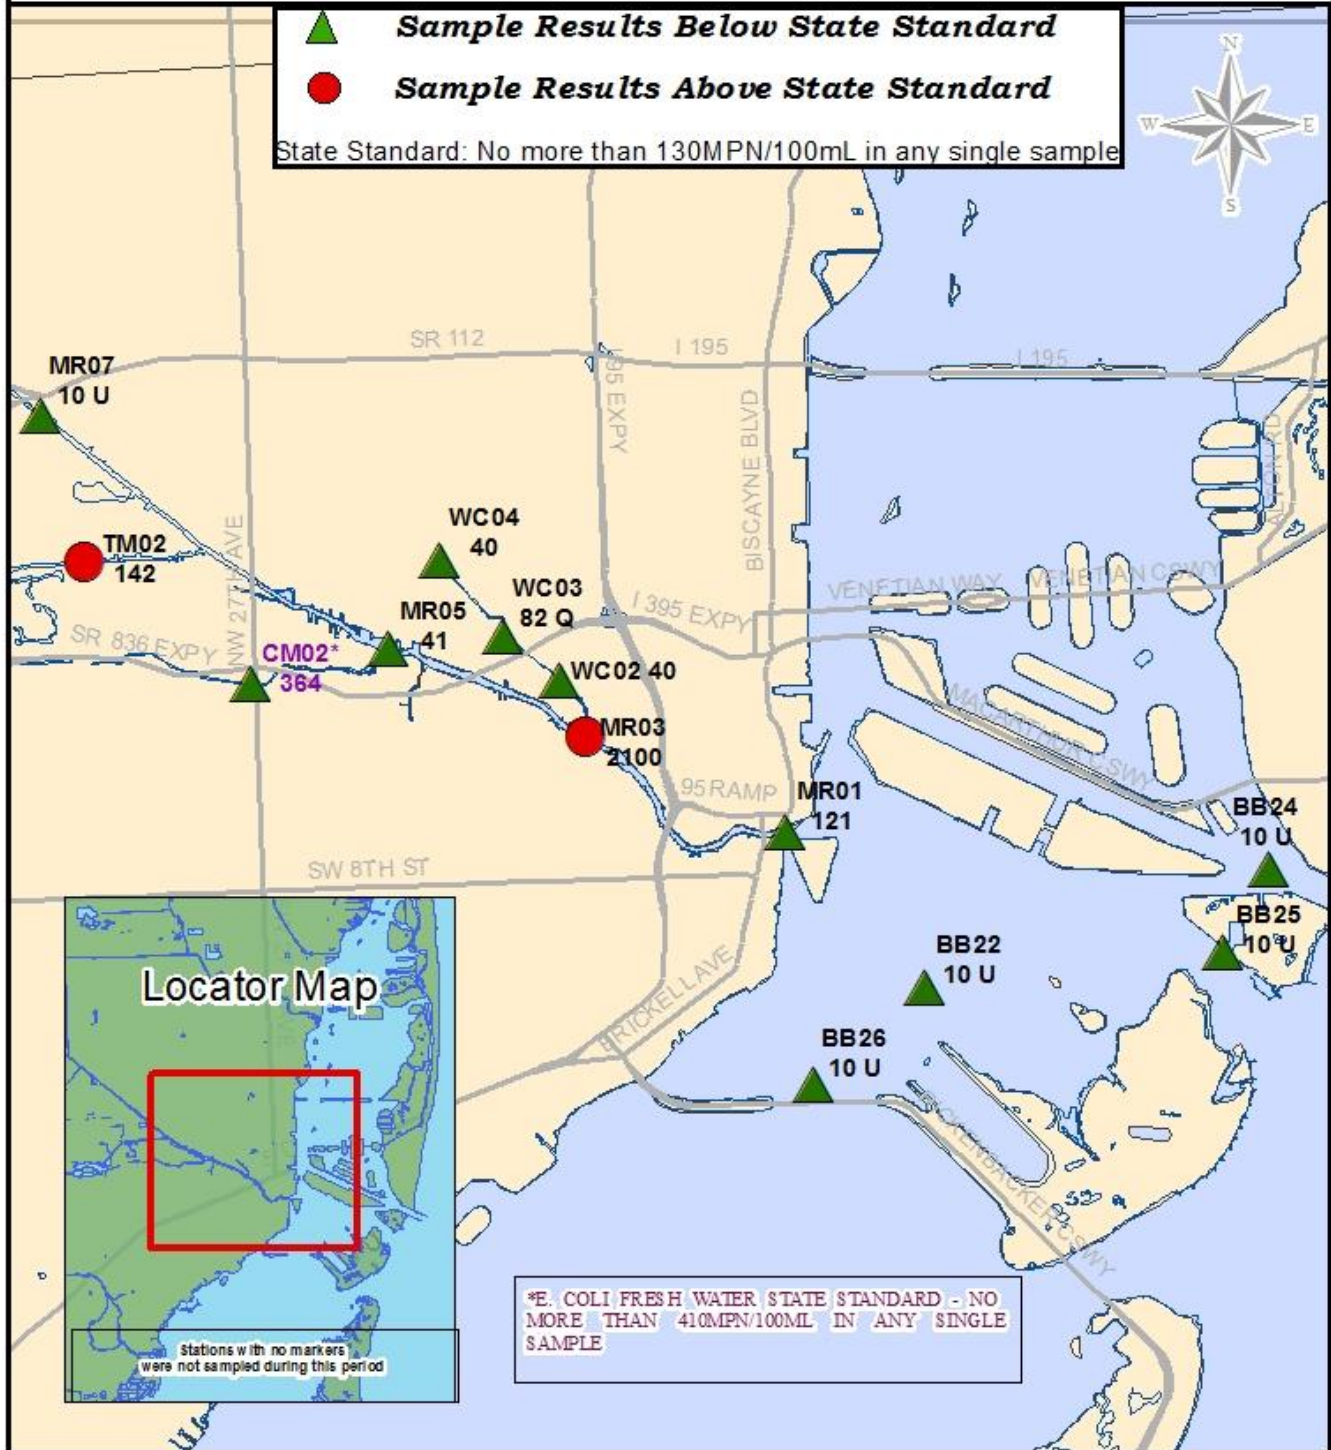 Sample Results Below State Standard
Sample Results Above State Standard
State Standard: No more than 130MPN/100mL in any single sample
N
W
E
S
SR 112
I 195
I 195
MR07
10 U
I 95 EXPY
BISCAYNE BLVD
ALTON RD
WC04
40
TM02
142
NW 27TH AVE
WC03
82 Q
VENETIAN WAY
VENETIAN CSWY
MR05
41
I 395 EXPY
SR 836 EXPY
CM02*
364
WC02 40
MACARTHUR CSWY
MR03
2100
95 RAMP
MR01
121
BB24
10 U
SW 8TH ST
BB25
10 U
BB22
10 U
BRICKELL AVE
Locator Map
BB26
10 U
RICKENBACKER CSWY
*E. COLI FRESH WATER STATE STANDARD - NO
MORE THAN 410MPN/100ML IN ANY SINGLE
SAMPLE
Stations with no markers
were not sampled during this period